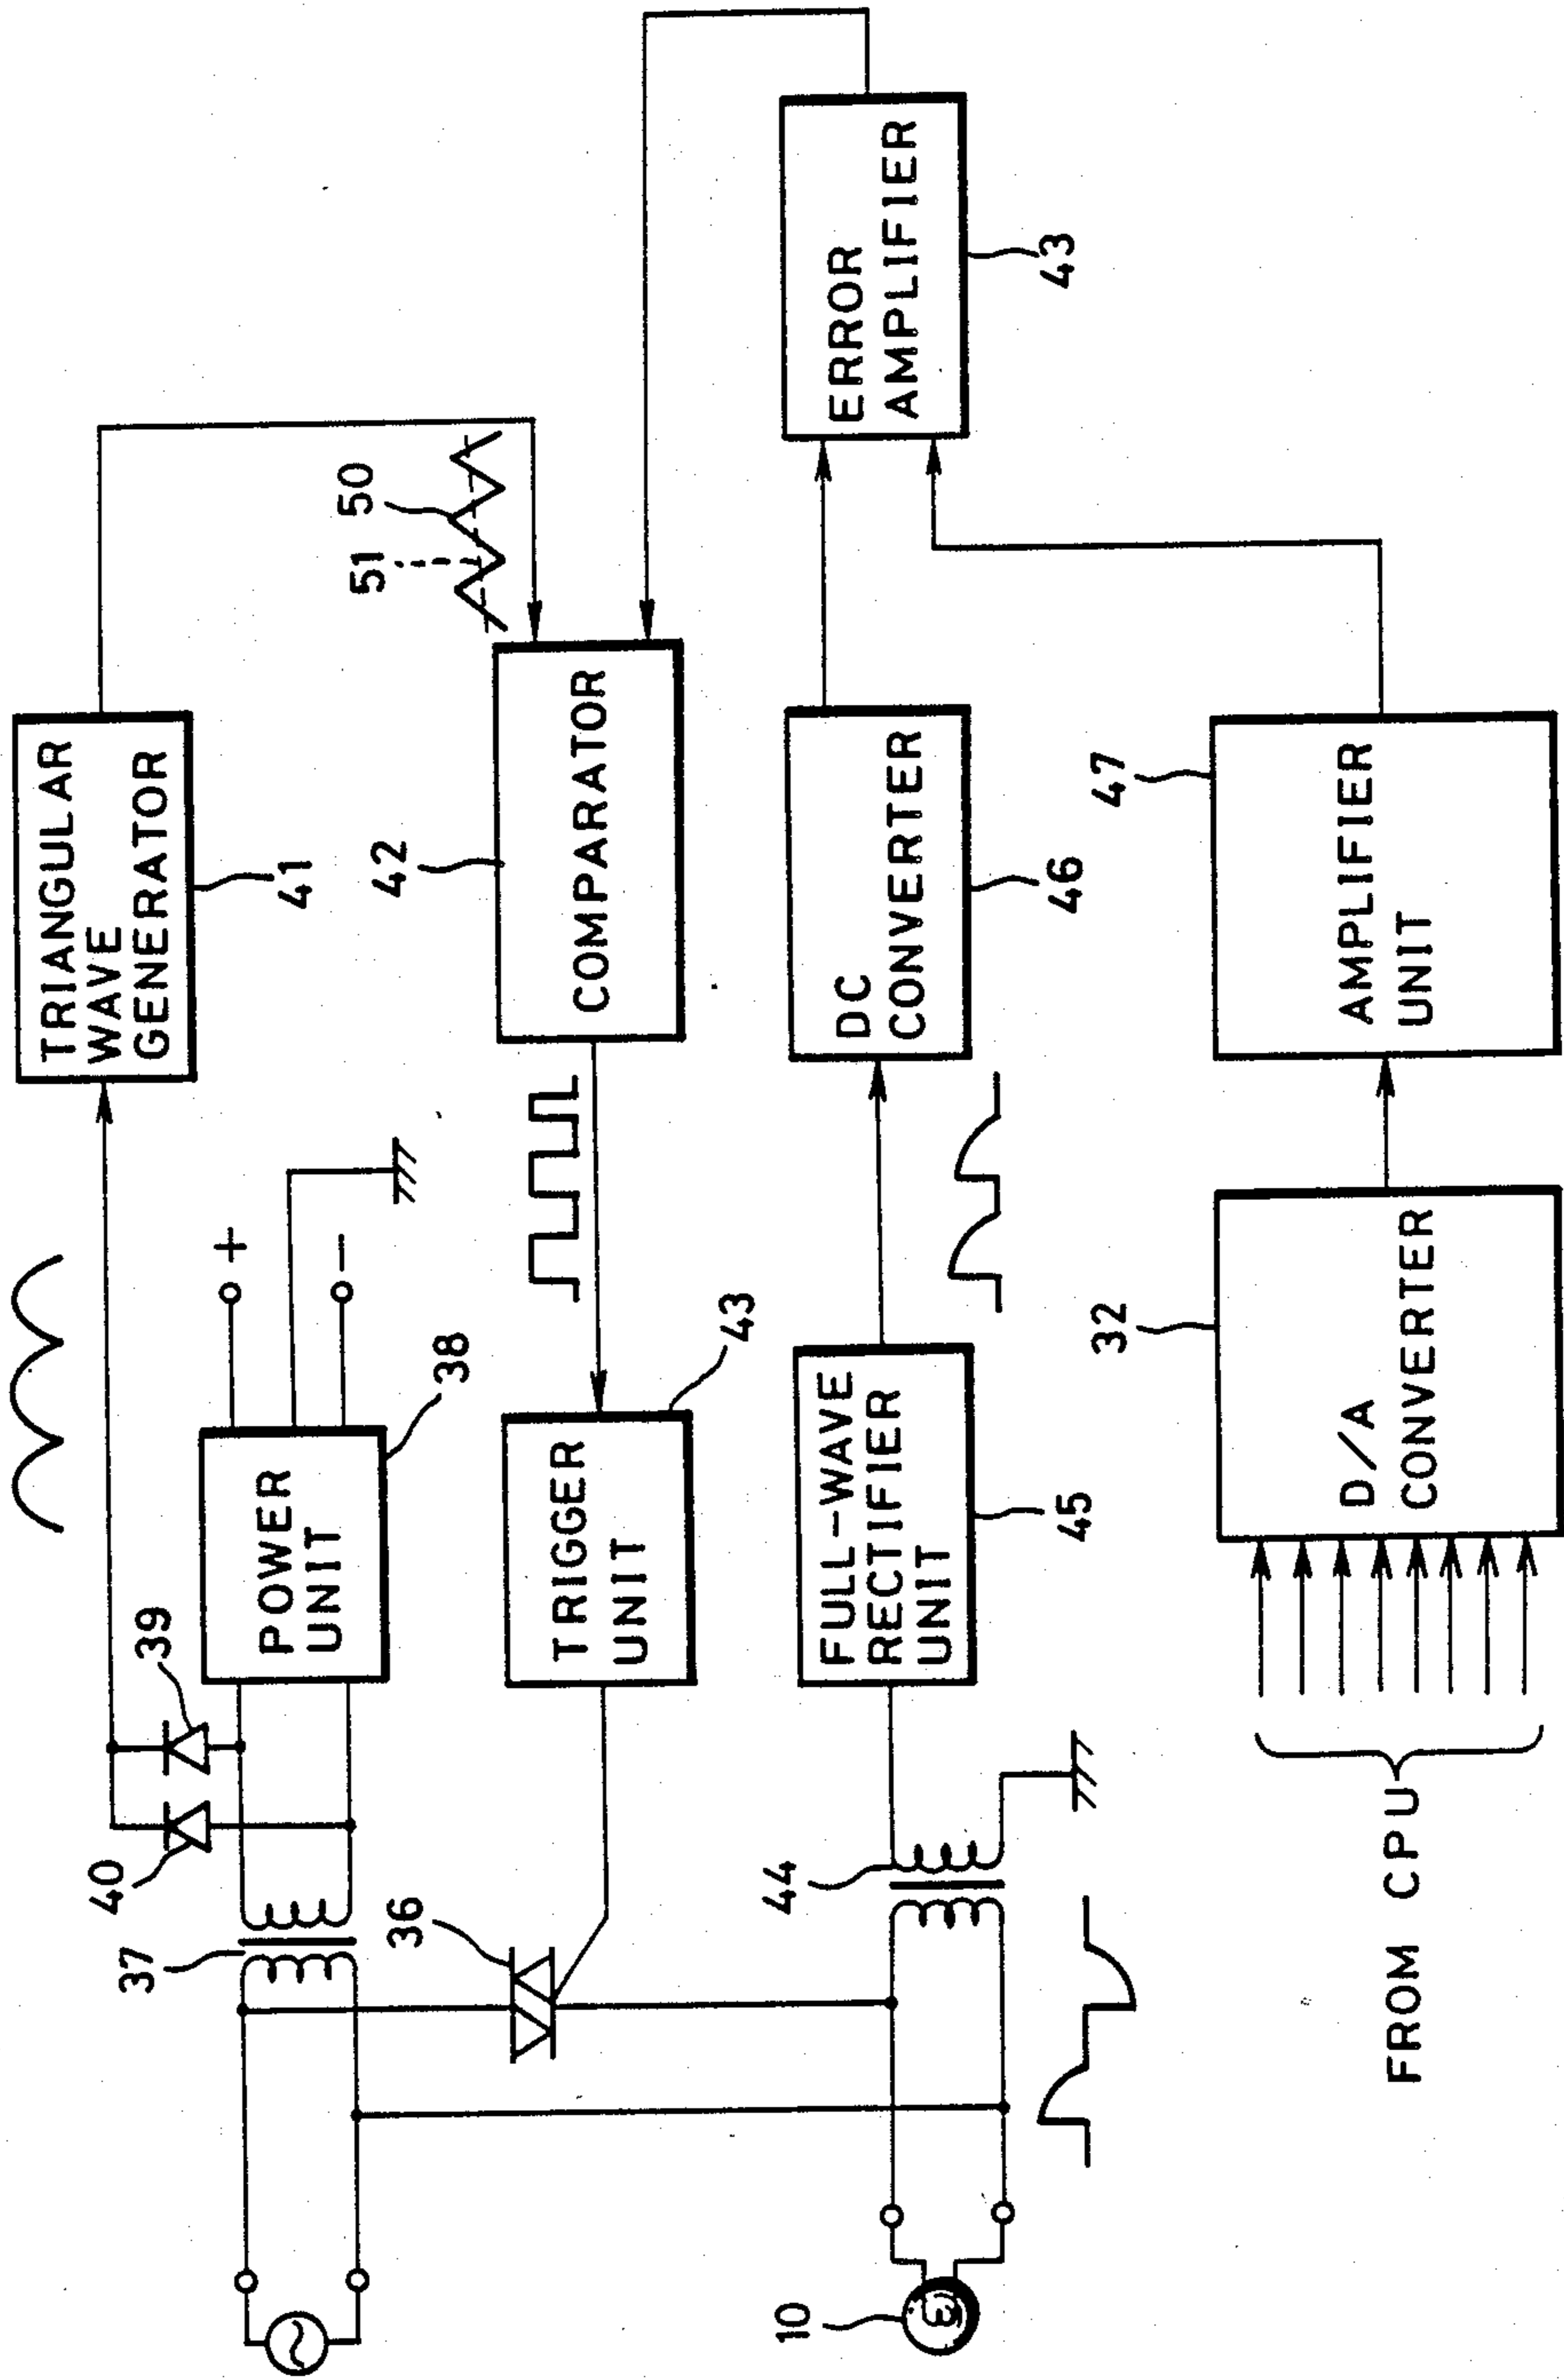 40
39
37
+
−
POWER
UNIT
38
TRIANGULAR
WAVE
GENERATOR
41
36
TRIGGER
UNIT
43
COMPARATOR
42
51
50
10
44
FULL-WAVE
RECTIFIER
UNIT
45
DC
CONVERTER
46
ERROR
AMPLIFIER
43
FROM CPU
D/A
CONVERTER
32
AMPLIFIER
UNIT
47